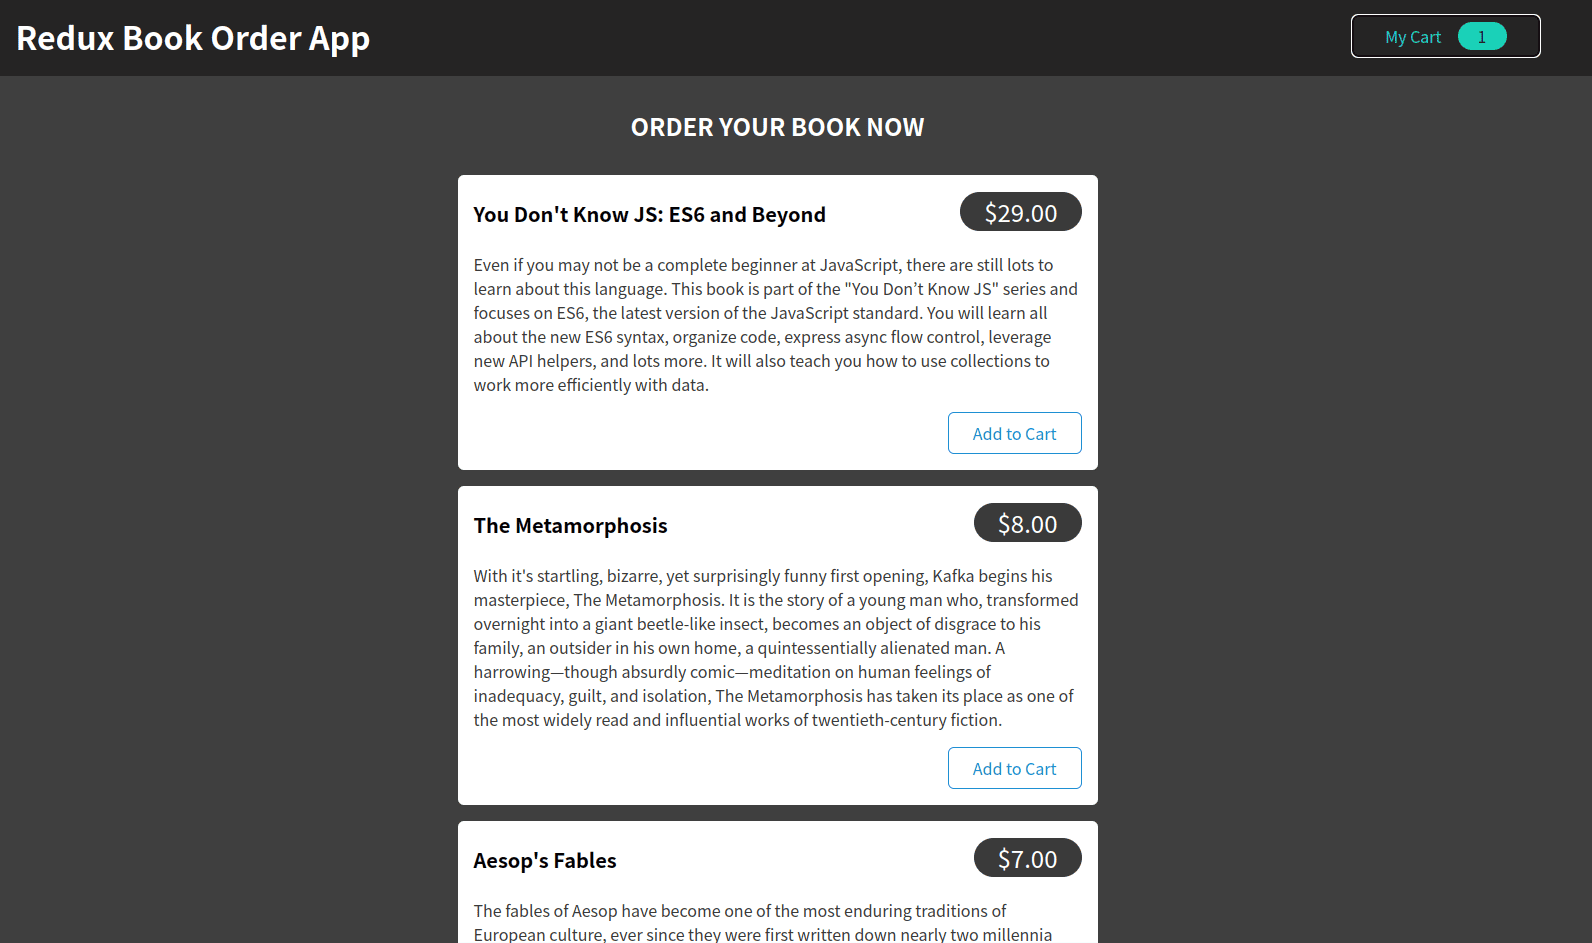 Redux Book Order App
My Cart 1
ORDER YOUR BOOK NOW
You Don't Know JS: ES6 and Beyond
$29.00
Even if you may not be a complete beginner at JavaScript, there are still lots to
learn about this language. This book is part of the "You Don’t Know JS" series and
focuses on ES6, the latest version of the JavaScript standard. You will learn all
about the new ES6 syntax, organize code, express async flow control, leverage
new API helpers, and lots more. It will also teach you how to use collections to
work more efficiently with data.
Add to Cart
The Metamorphosis
$8.00
With it's startling, bizarre, yet surprisingly funny first opening, Kafka begins his
masterpiece, The Metamorphosis. It is the story of a young man who, transformed
overnight into a giant beetle-like insect, becomes an object of disgrace to his
family, an outsider in his own home, a quintessentially alienated man. A
harrowing—though absurdly comic—meditation on human feelings of
inadequacy, guilt, and isolation, The Metamorphosis has taken its place as one of
the most widely read and influential works of twentieth-century fiction.
Add to Cart
Aesop's Fables
$7.00
The fables of Aesop have become one of the most enduring traditions of
European culture, ever since they were first written down nearly two millennia